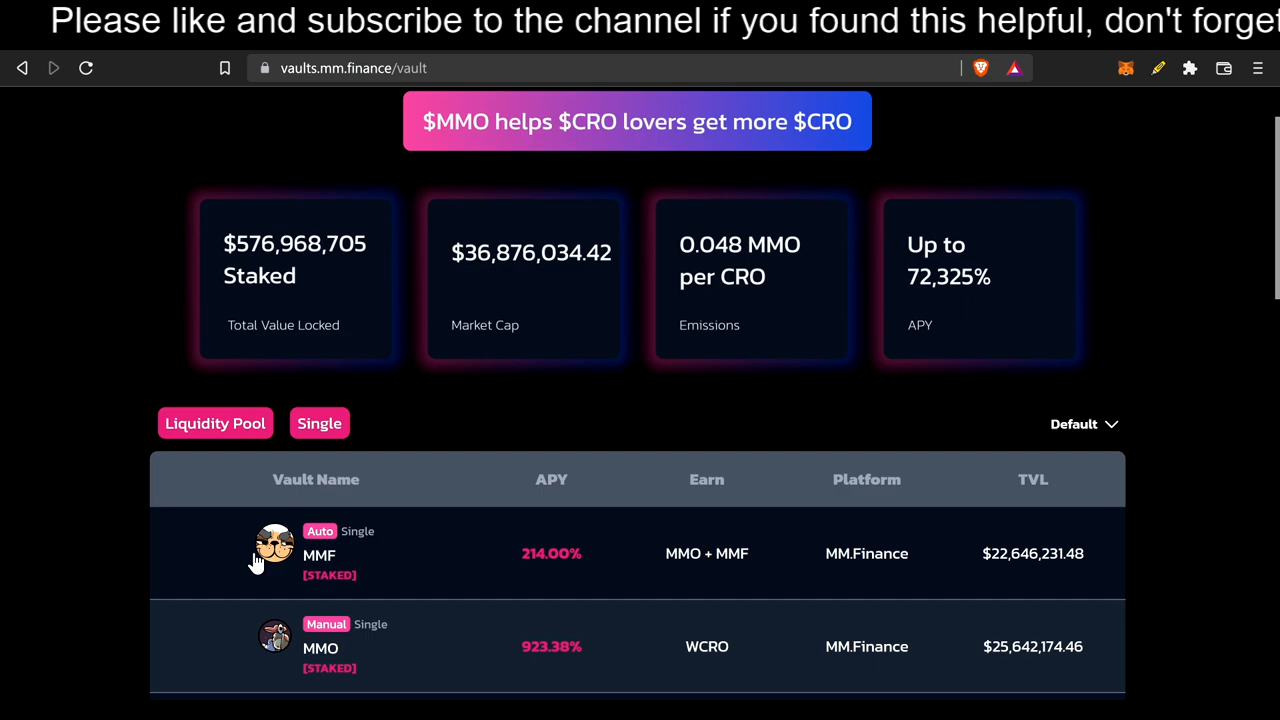 Please like and subscribe to the channel if you found this helpful, don't forget
vaults.mm.finance/vault
$MMO helps $CRO lovers get more $CRO
$576,968,705
Staked
Total Value Locked
$36,876,034.42
Market Cap
0.048 MMO
per CRO
Emissions
Up to
72,325%
APY
Liquidity Pool
Single
Default
Vault Name APY Earn Platform TVL
Auto Single
MMF
[STAKED]
214.00% MMO + MMF MM.Finance $22,646,231.48
Manual Single
MMO
[STAKED]
923.38% WCRO MM.Finance $25,642,174.46